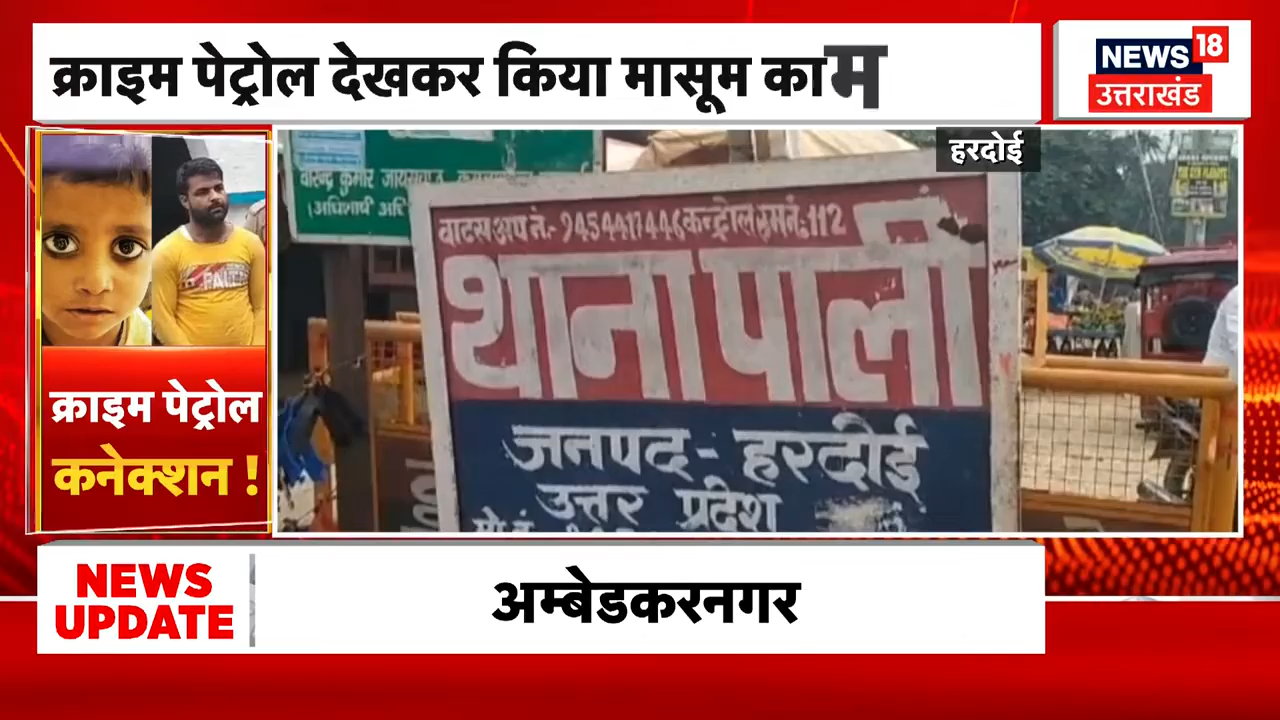 क्राइम पेट्रोल देखकर किया मासूम का म
NEWS 18
उत्तराखंड
हरदोई
वाटसअप नं.- 9454417446 कन्ट्रोल रूम नं: 112
थाना पाली
जनपद - हरदोई
उत्तर प्रदेश
क्राइम पेट्रोल
कनेक्शन !
NEWS
UPDATE
अम्बेडकरनगर